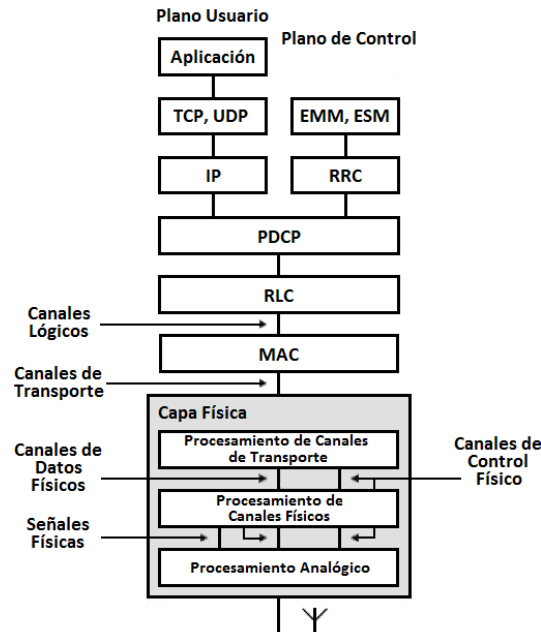 Plano Usuario
Plano de Control
Aplicación
TCP, UDP
EMM, ESM
IP
RRC
PDCP
RLC
Canales
Lógicos
MAC
Canales de
Transporte
Capa Física
Procesamiento de Canales
de Transporte
Canales de
Datos
Físicos
Canales de
Control
Físico
Procesamiento de
Canales Físicos
Señales
Físicas
Procesamiento Analógico